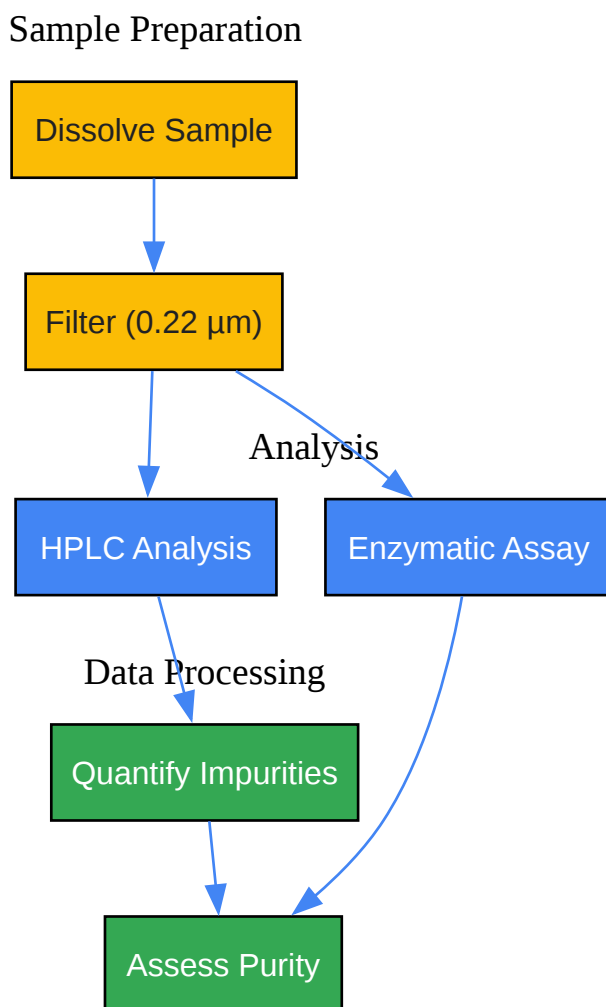 Sample Preparation
Dissolve Sample
Filter (0.22 µm)
Analysis
HPLC Analysis
Enzymatic Assay
Data Processing
Quantify Impurities
Assess Purity